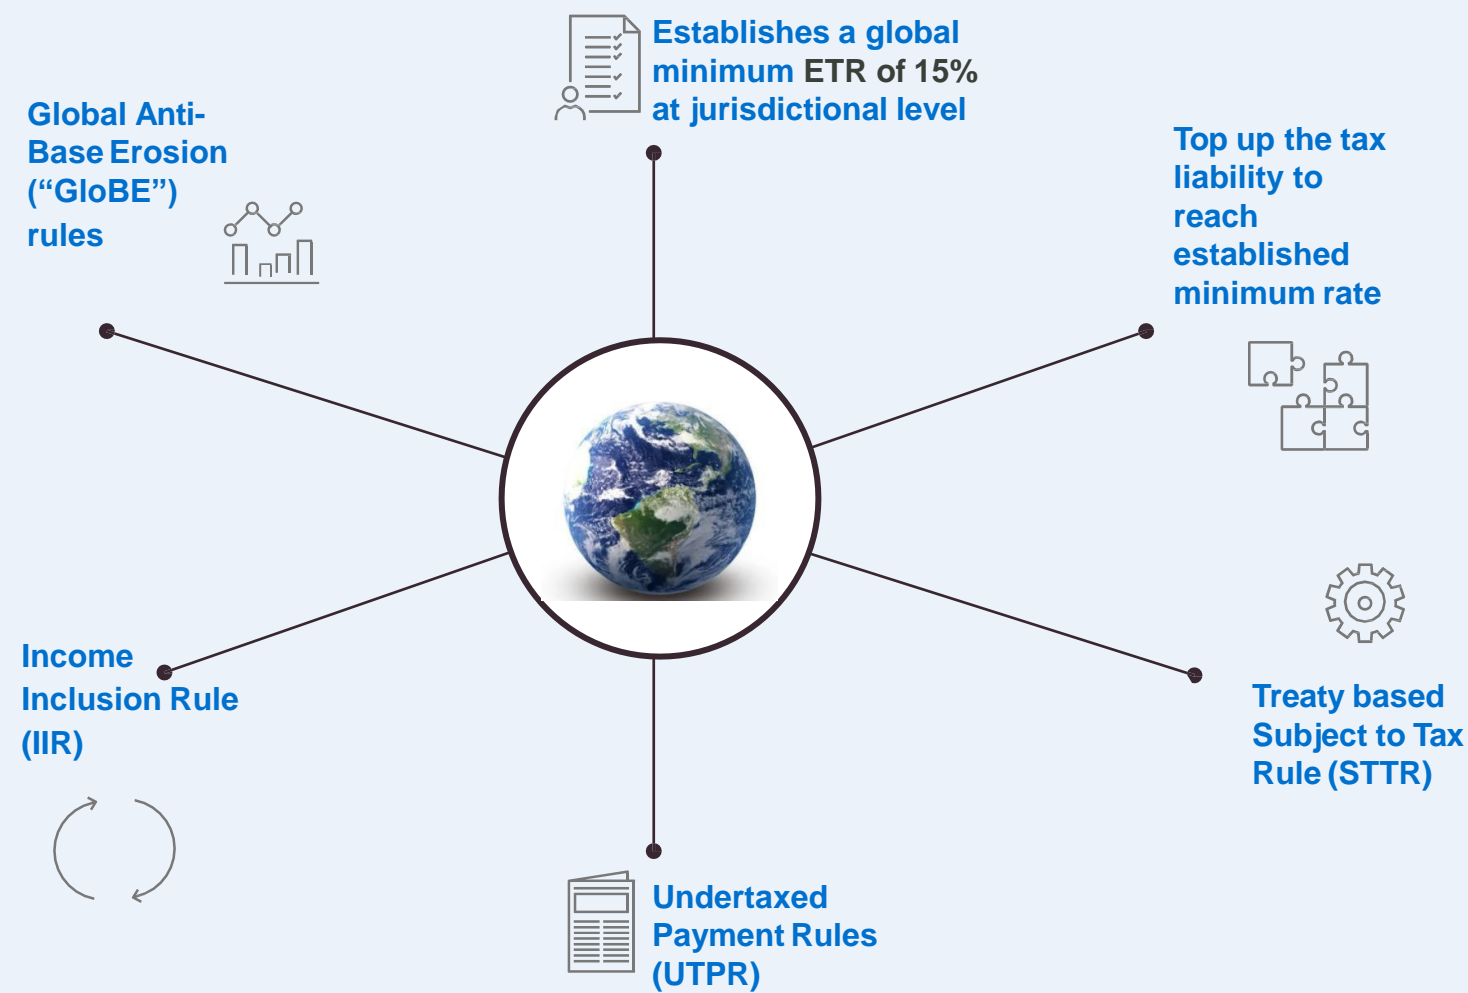 Establishes a global
minimum ETR of 15%
at jurisdictional level
Global Anti-
Base Erosion
(“GloBE”)
rules
Top up the tax
liability to
reach
established
minimum rate
Income
Inclusion Rule
(IIR)
Treaty based
Subject to Tax
Rule (STTR)
Undertaxed
Payment Rules
(UTPR)